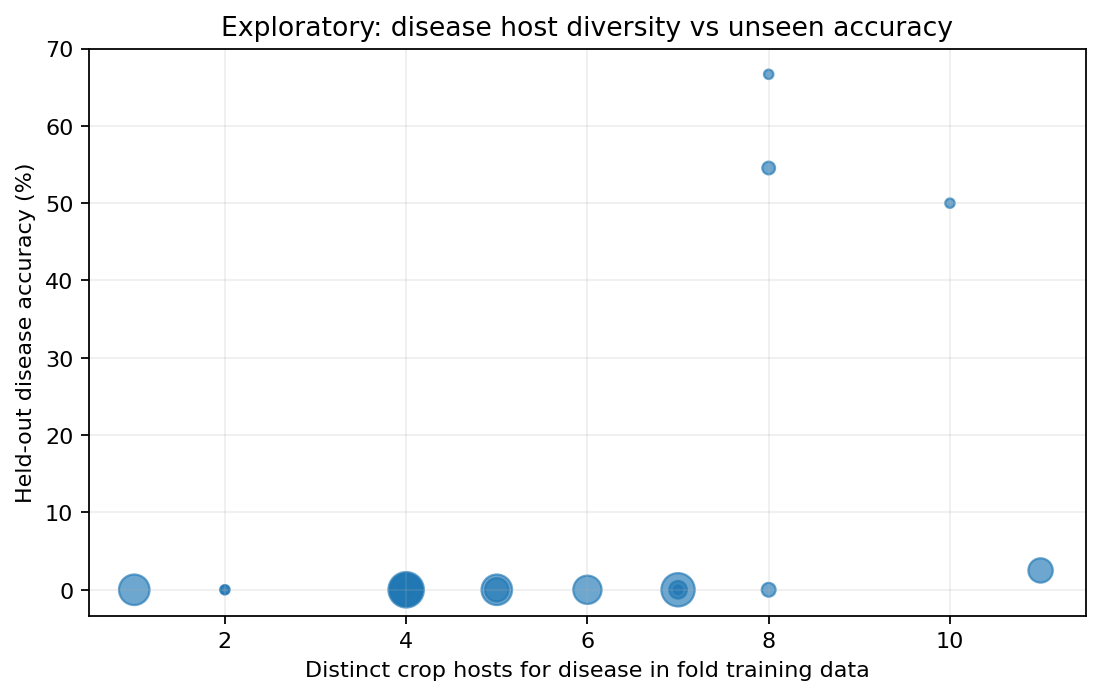 Exploratory: disease host diversity vs unseen accuracy
Held-out disease accuracy (%)
70
60
50
40
30
20
10
0
2 4 6 8 10
Distinct crop hosts for disease in fold training data